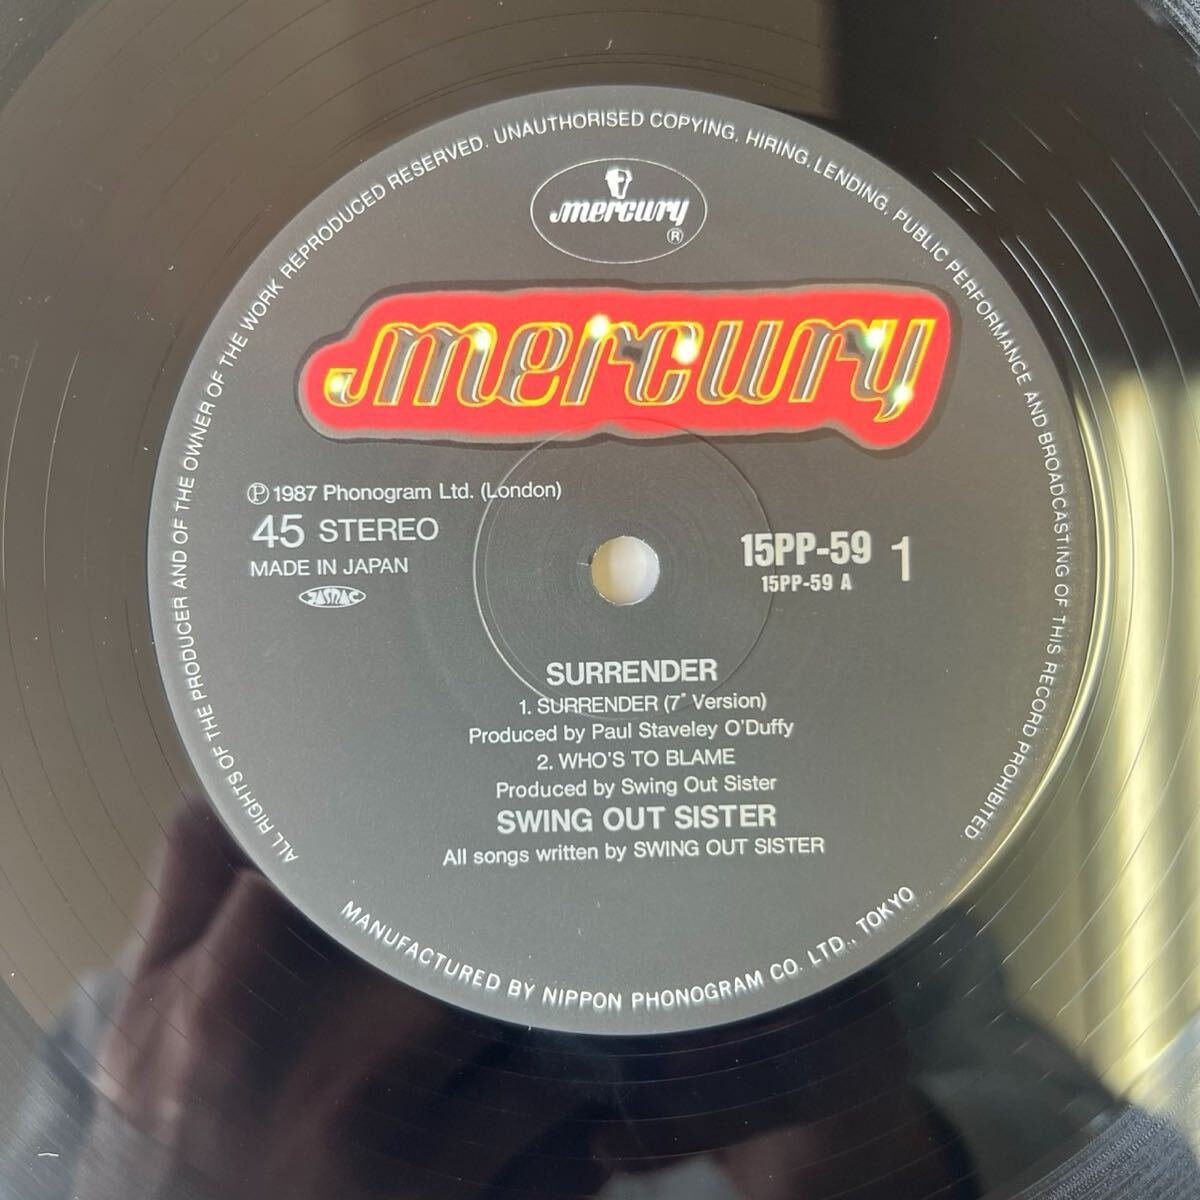 ALL RIGHTS OF THE PRODUCER AND OF THE OWNER OF THE WORK REPRODUCED RESERVED. UNAUTHORISED COPYING, HIRING, LENDING, PUBLIC PERFORMANCE AND BROADCASTING OF THIS RECORD PROHIBITED.
mercury
®
mercury
℗ 1987 Phonogram Ltd. (London)
45 STEREO
MADE IN JAPAN
JASRAC
15PP-59 1
15PP-59 A
SURRENDER
1. SURRENDER (7" Version)
Produced by Paul Staveley O'Duffy
2. WHO'S TO BLAME
Produced by Swing Out Sister
SWING OUT SISTER
All songs written by SWING OUT SISTER
MANUFACTURED BY NIPPON PHONOGRAM CO. LTD., TOKYO